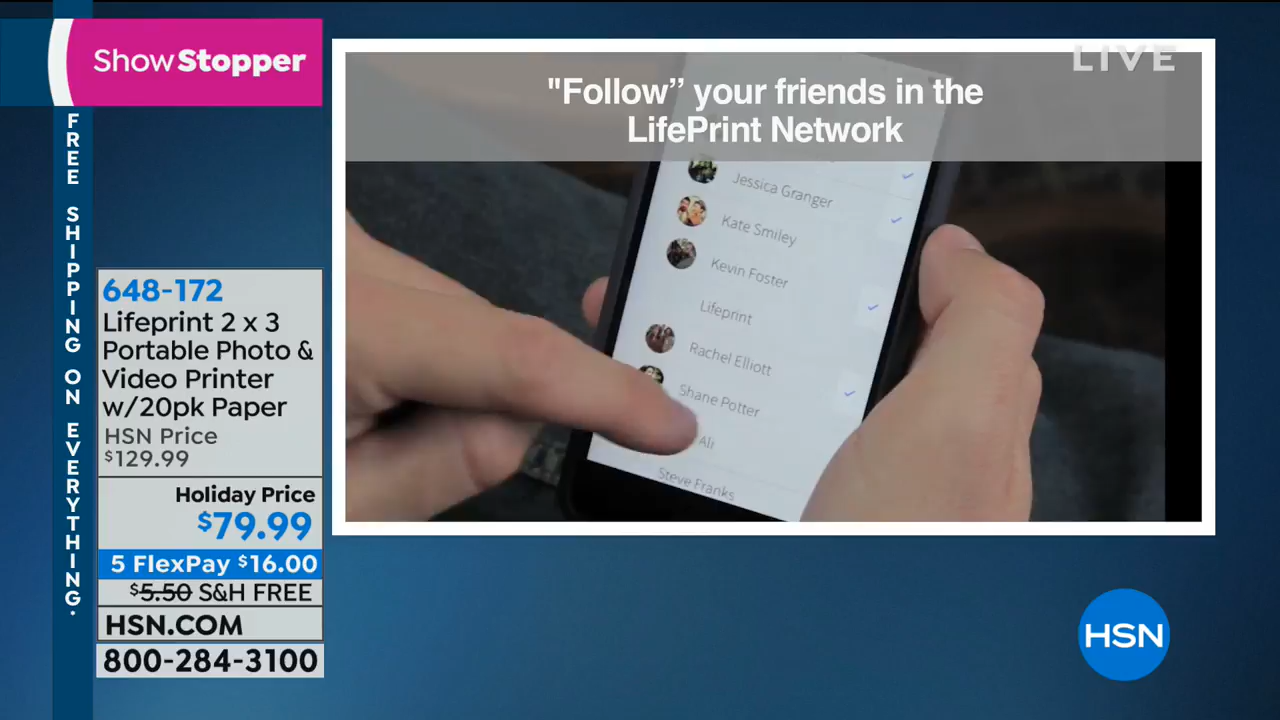 ShowStopper
LIVE
FREE SHIPPING ON EVERYTHING.
"Follow” your friends in the
LifePrint Network
Jessica Granger
Kate Smiley
Kevin Foster
Lifeprint
Rachel Elliott
Shane Potter
Ali
Steve Franks
648-172
Lifeprint 2 x 3
Portable Photo &
Video Printer
w/20pk Paper
HSN Price
$129.99
Holiday Price
$79.99
5 FlexPay $16.00
$5.50 S&H FREE
HSN.COM
800-284-3100
HSN